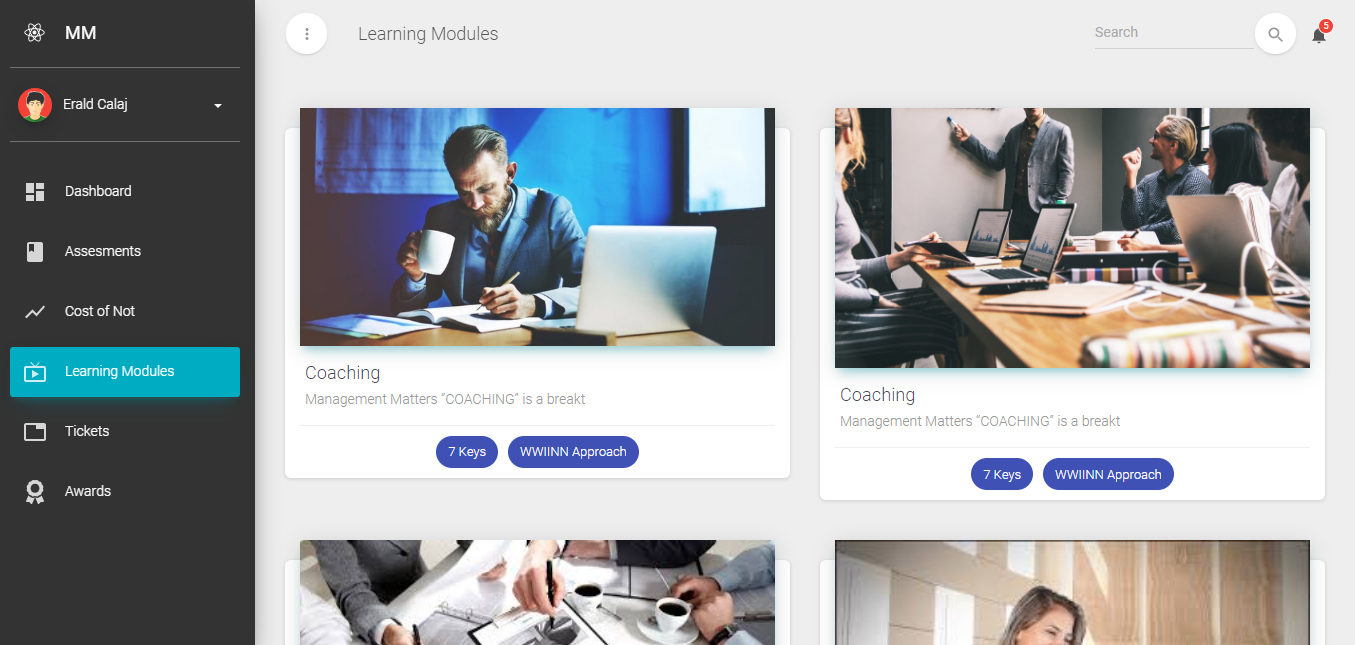 MM
Erald Calaj
Dashboard
Assesments
Cost of Not
Learning Modules
Tickets
Awards
Learning Modules
Search
5
Coaching
Management Matters “COACHING” is a breakt
7 Keys
WWIINN Approach
Coaching
Management Matters “COACHING” is a breakt
7 Keys
WWIINN Approach